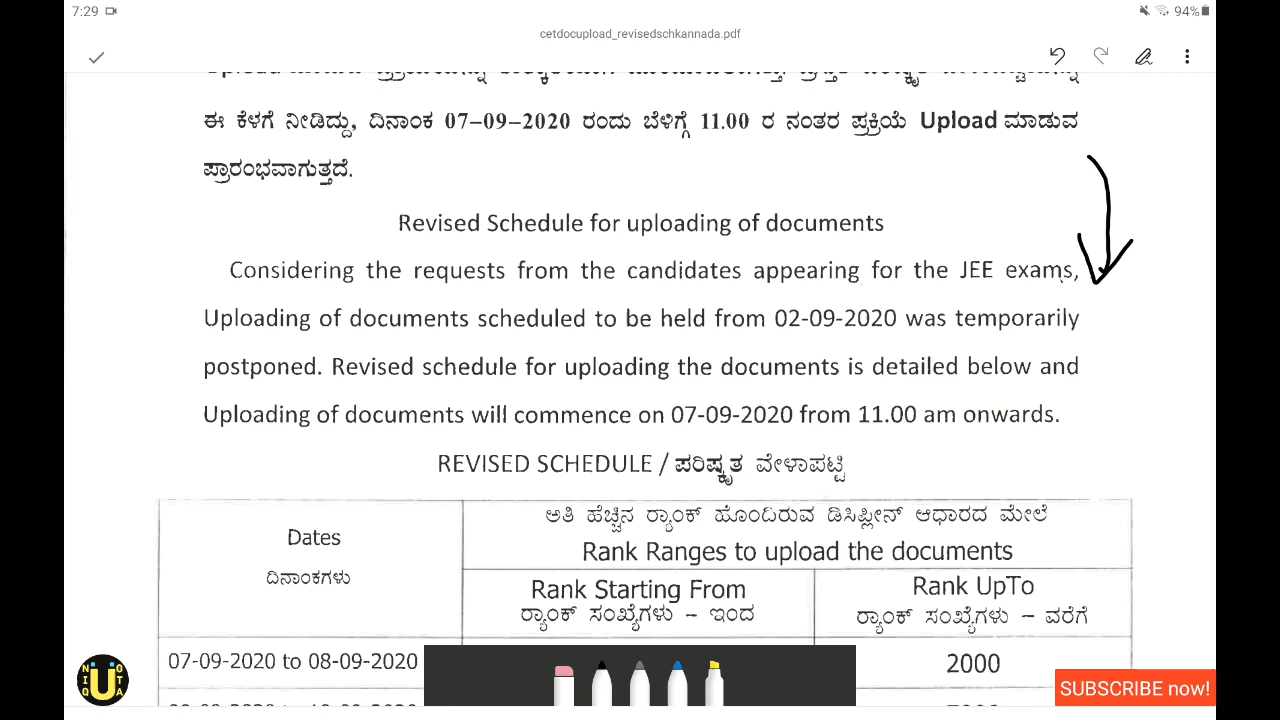 7:29
94%
cetdocupload_revisedschkannada.pdf
ಈ ಕೆಳಗೆ ನೀಡಿದ್ದು, ದಿನಾಂಕ 07-09-2020 ರಂದು ಬೆಳಿಗ್ಗೆ 11.00 ರ ನಂತರ ಪ್ರಕ್ರಿಯೆ Upload ಮಾಡುವ
ಪ್ರಾರಂಭವಾಗುತ್ತದೆ.
Revised Schedule for uploading of documents
Considering the requests from the candidates appearing for the JEE exams,
Uploading of documents scheduled to be held from 02-09-2020 was temporarily
postponed. Revised schedule for uploading the documents is detailed below and
Uploading of documents will commence on 07-09-2020 from 11.00 am onwards.
REVISED SCHEDULE / ಪರಿಷ್ಕೃತ ವೇಳಾಪಟ್ಟಿ
Dates
ದಿನಾಂಕಗಳು
ಅತಿ ಹೆಚ್ಚಿನ ರ‍್ಯಾಂಕ್ ಹೊಂದಿರುವ ಡಿಸಿಪ್ಲೀನ್ ಆಧಾರದ ಮೇಲೆ
Rank Ranges to upload the documents
Rank Starting From
ರ‍್ಯಾಂಕ್ ಸಂಖ್ಯೆಗಳು - ಇಂದ
Rank UpTo
ರ‍್ಯಾಂಕ್ ಸಂಖ್ಯೆಗಳು - ವರೆಗೆ
07-09-2020 to 08-09-2020
2000
SUBSCRIBE now!